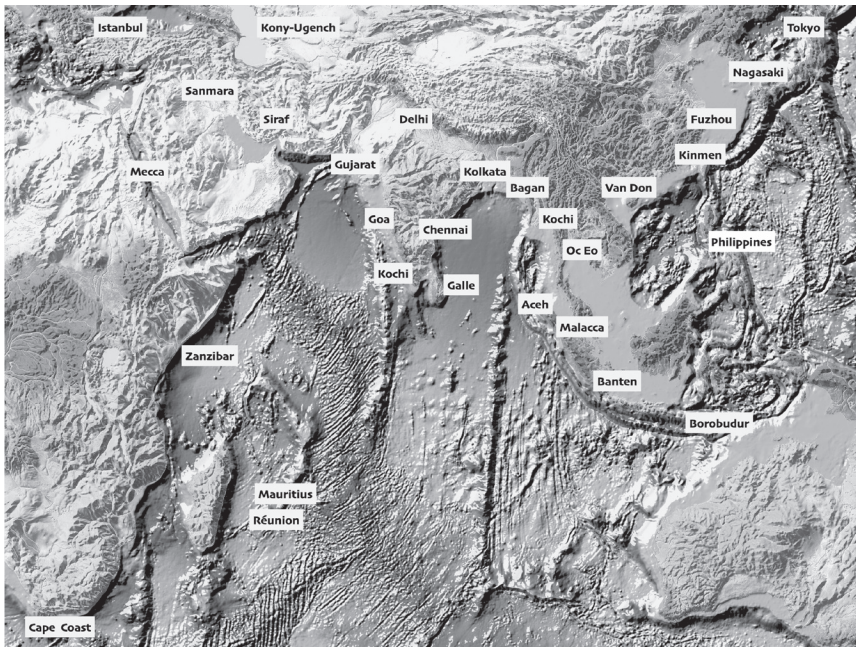 Istanbul
Kony-Ugench
Tokyo
Nagasaki
Sanmara
Siraf
Delhi
Fuzhou
Kinmen
Mecca
Gujarat
Kolkata
Bagan
Van Don
Goa
Chennai
Kochi
Oc Eo
Philippines
Kochi
Galle
Aceh
Malacca
Zanzibar
Banten
Borobudur
Mauritius
Réunion
Cape Coast